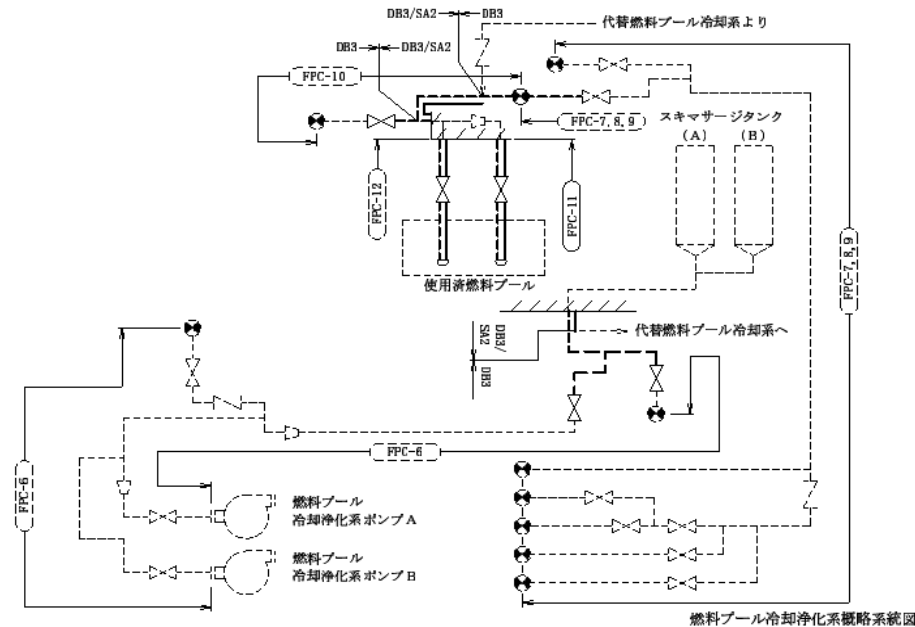 DB3/SA2
DB3
代替燃料プール冷却系より
DB3
DB3/SA2
FPC-10
FPC-7,8,9
スキマサージタンク
(A)
(B)
FPC-12
FPC-11
FPC-7,8,9
使用済燃料プール
代替燃料プール冷却系へ
DB3/
SA2
DB3
FPC-6
FPC-6
燃料プール
冷却浄化系ポンプA
燃料プール
冷却浄化系ポンプB
燃料プール冷却浄化系概略系統図